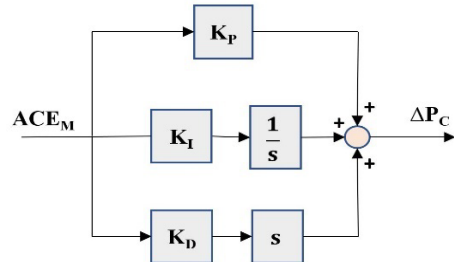 K_P
+
ACE_M
K_I
1/s
+
ΔP_C
+
K_D
s